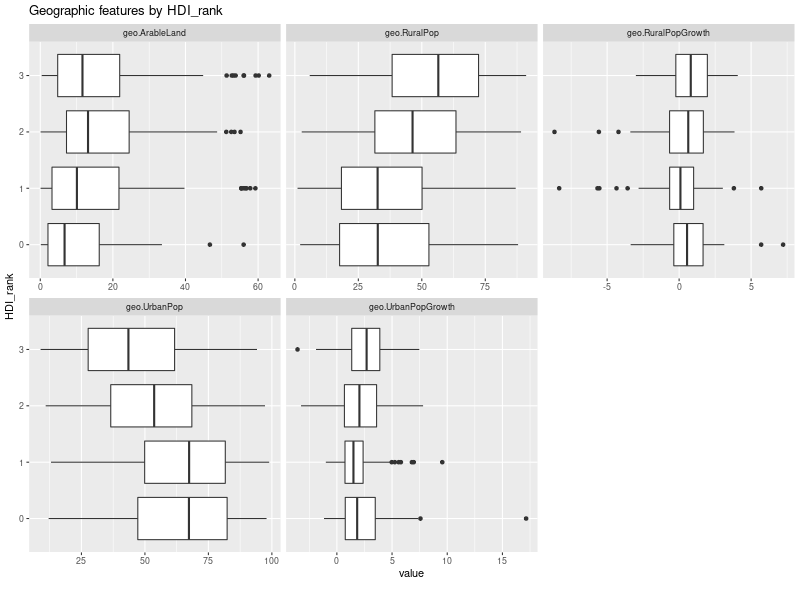 Geographic features by HDI_rank
geo.ArableLand
geo.RuralPop
geo.RuralPopGrowth
3
2
1
0
0 20 40 60
0 25 50 75
-5 0 5
HDI_rank
geo.UrbanPop
geo.UrbanPopGrowth
3
2
1
0
25 50 75 100
0 5 10 15
value